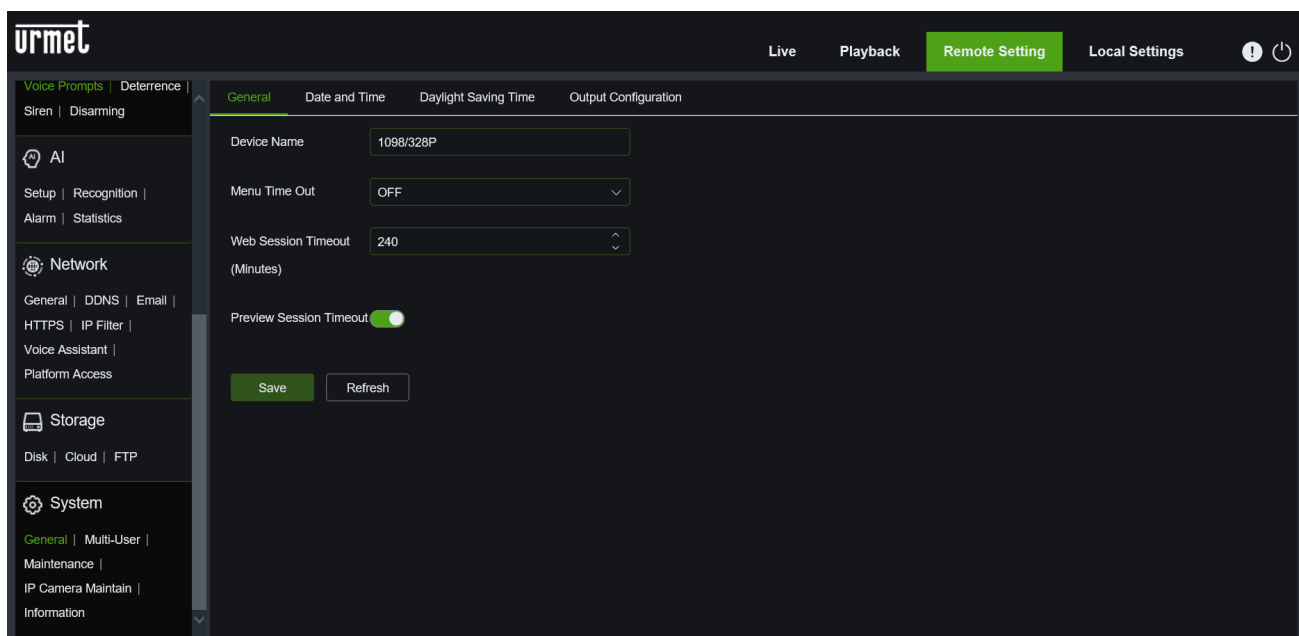 urmet
Live Playback Remote Setting Local Settings
Voice Prompts | Deterrence |
Siren | Disarming
AI
Setup | Recognition |
Alarm | Statistics
Network
General | DDNS | Email |
HTTPS | IP Filter |
Voice Assistant |
Platform Access
Storage
Disk | Cloud | FTP
System
General | Multi-User |
Maintenance |
IP Camera Maintain |
Information
General Date and Time Daylight Saving Time Output Configuration
Device Name 1098/328P
Menu Time Out OFF
Web Session Timeout 240
(Minutes)
Preview Session Timeout
Save Refresh